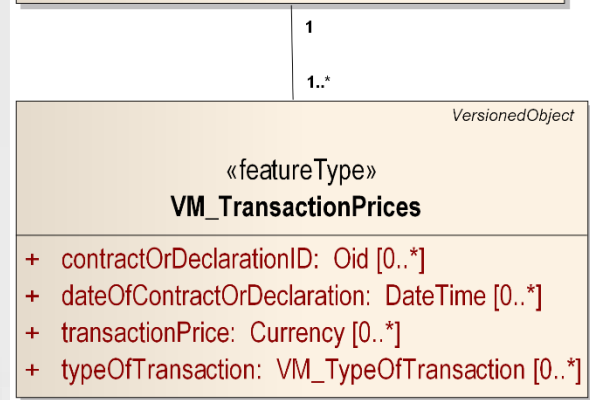 1
1..*
VersionedObject
«featureType»
VM_TransactionPrices
+ contractOrDeclarationID: Oid [0..*]
+ dateOfContractOrDeclaration: DateTime [0..*]
+ transactionPrice: Currency [0..*]
+ typeOfTransaction: VM_TypeOfTransaction [0..*]